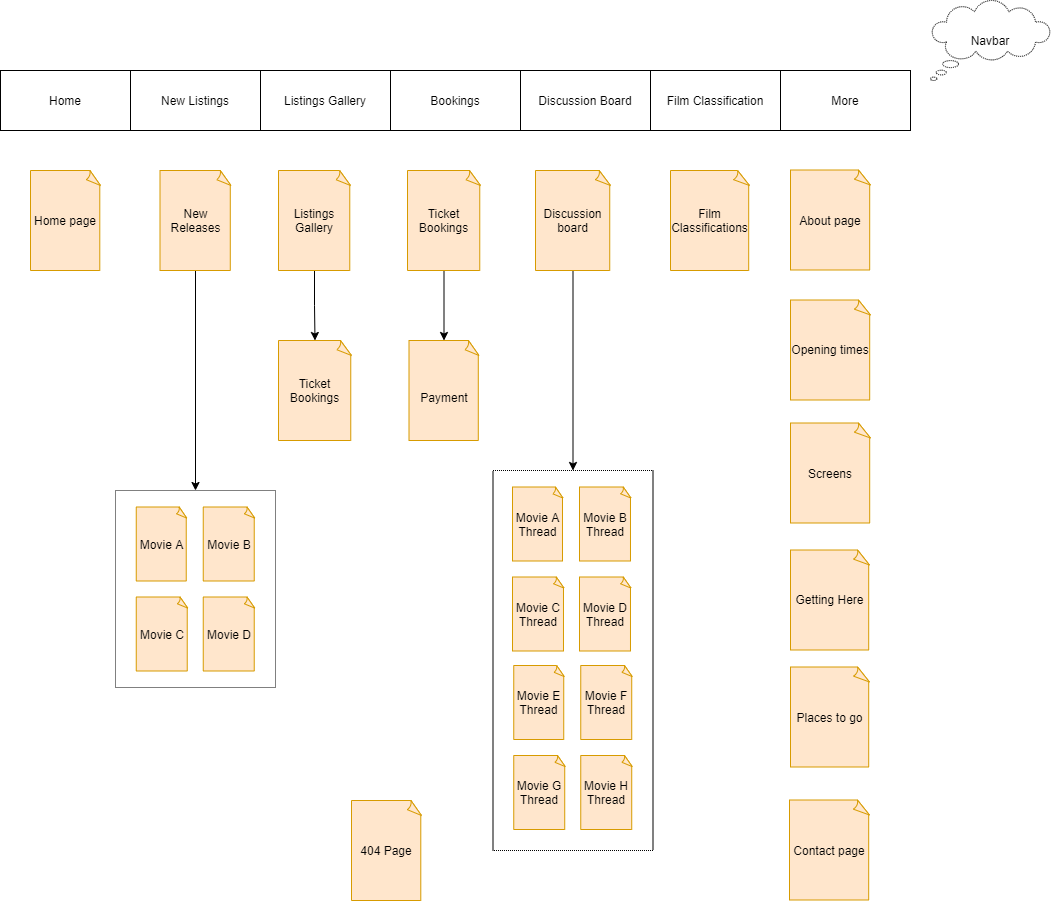 Navbar
Home
New Listings
Listings Gallery
Bookings
Discussion Board
Film Classification
More
Home page
New
Releases
Listings
Gallery
Ticket
Bookings
Discussion
board
Film
Classifications
About page
Opening times
Ticket
Bookings
Payment
Screens
Movie A
Movie B
Movie C
Movie D
Movie A
Thread
Movie B
Thread
Movie C
Thread
Movie D
Thread
Movie E
Thread
Movie F
Thread
Movie G
Thread
Movie H
Thread
Getting Here
Places to go
404 Page
Contact page